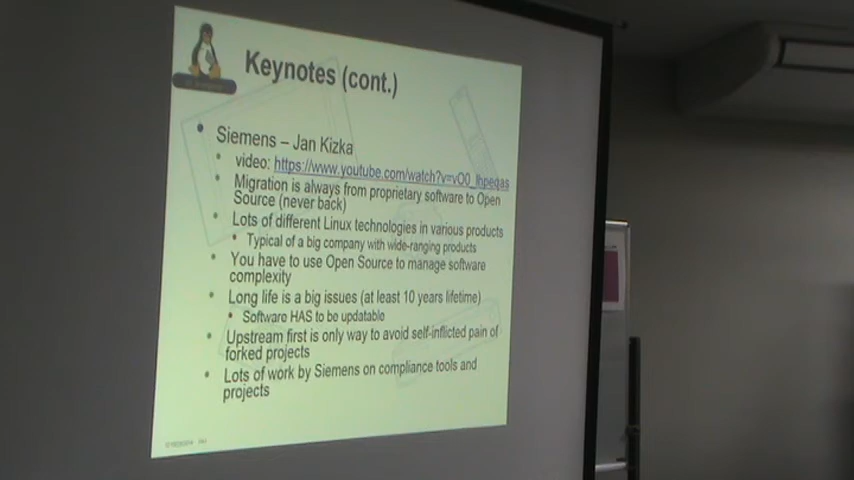 Keynotes (cont.)
• Siemens – Jan Kizka
• video: https://www.youtube.com/watch?v=vO0_lhpeqas
• Migration is always from proprietary software to Open
Source (never back)
• Lots of different Linux technologies in various products
• Typical of a big company with wide-ranging products
• You have to use Open Source to manage software
complexity
• Long life is a big issues (at least 10 years lifetime)
• Software HAS to be updatable
• Upstream first is only way to avoid self-inflicted pain of
forked projects
• Lots of work by Siemens on compliance tools and
projects